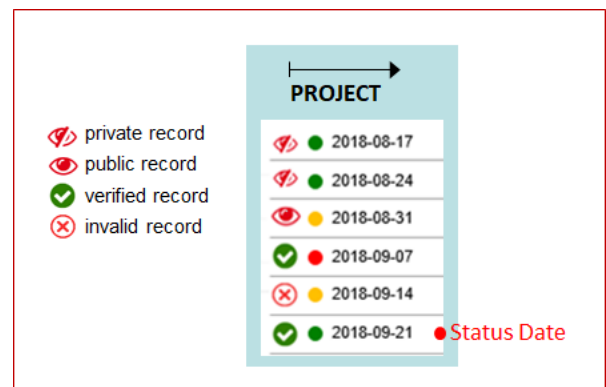 PROJECT
private record
public record
verified record
invalid record
2018-08-17
2018-08-24
2018-08-31
2018-09-07
2018-09-14
2018-09-21
Status Date